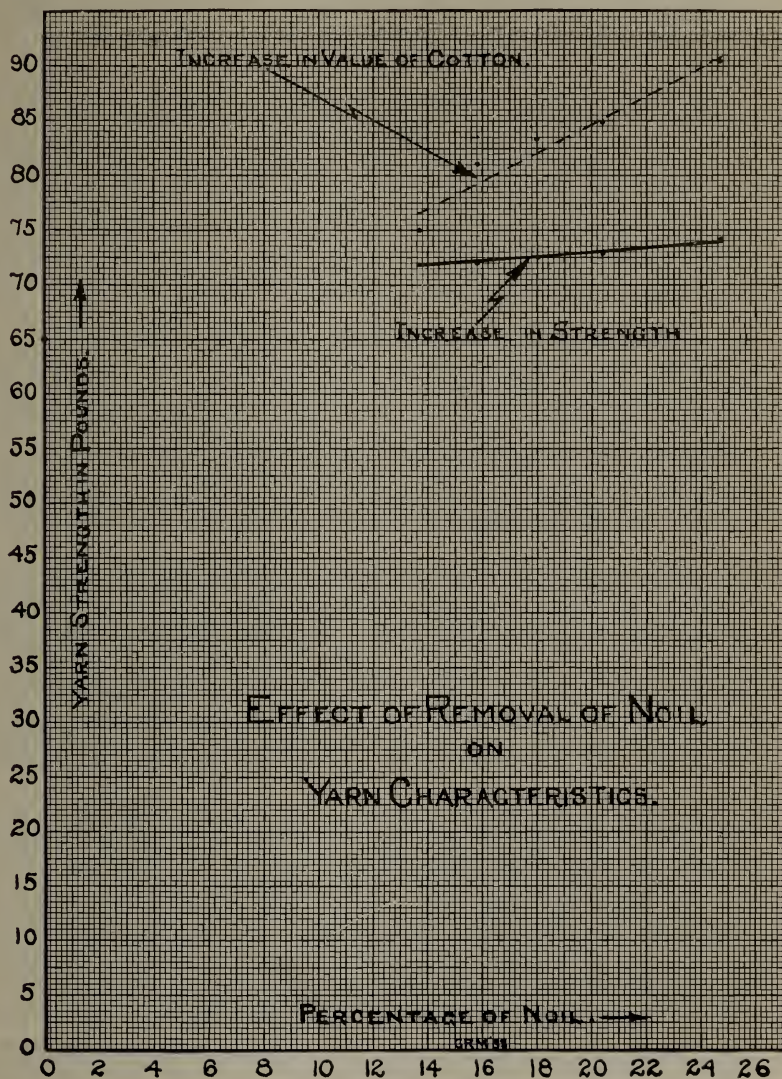 90
85
80
75
70
65
60
55
50
45
40
35
30
25
20
15
10
5
0
YARN STRENGTH IN POUNDS.
INCREASE IN VALUE OF COTTON.
INCREASE IN STRENGTH
EFFECT OF REMOVAL OF NOIL
ON
YARN CHARACTERISTICS.
PERCENTAGE OF NOIL.
0 2 4 6 8 10 12 14 16 18 20 22 24 26